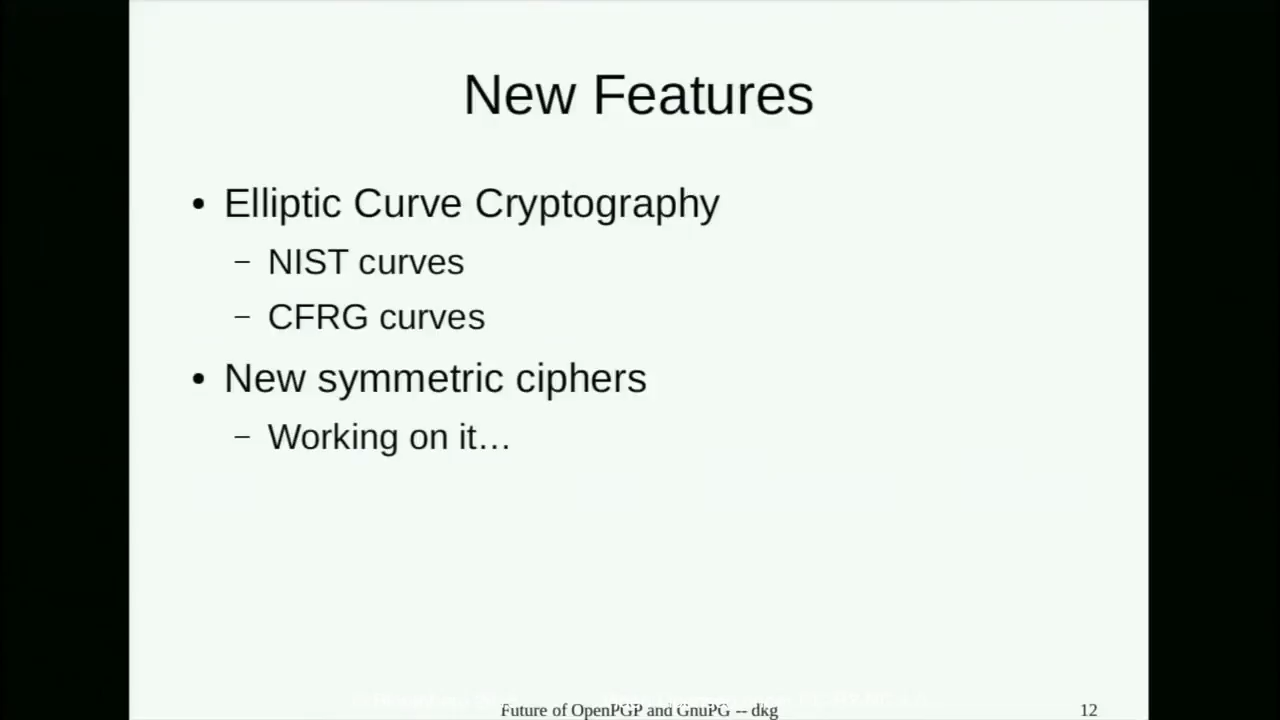 New Features
• Elliptic Curve Cryptography
– NIST curves
– CFRG curves
• New symmetric ciphers
– Working on it…
Future of OpenPGP and GnuPG -- dkg
12